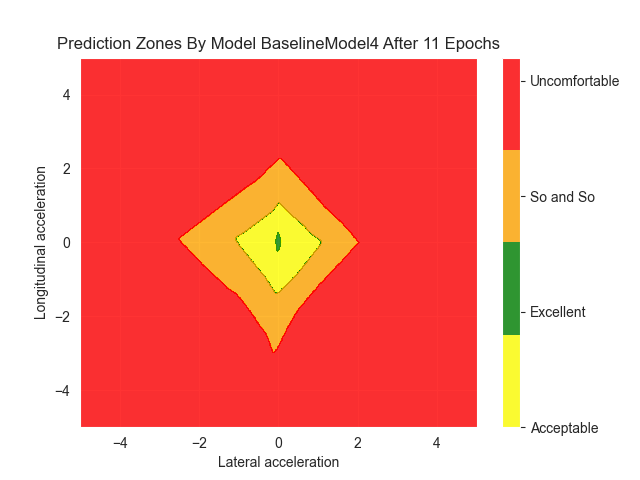 Prediction Zones By Model BaselineModel4 After 11 Epochs
Uncomfortable
So and So
Excellent
Acceptable
4
2
0
−2
−4
Longitudinal acceleration
−4
−2
0
2
4
Lateral acceleration